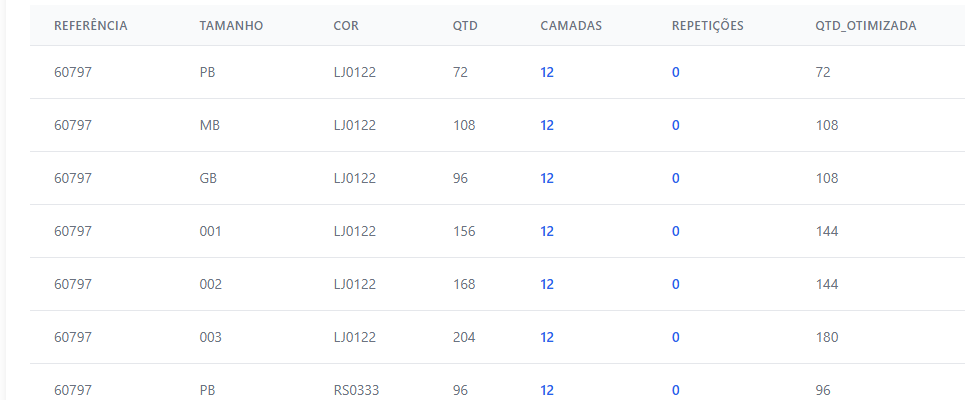 REFERÊNCIA TAMANHO COR QTD CAMADAS REPETIÇÕES QTD_OTIMIZADA
60797 PB LJ0122 72 12 0 72
60797 MB LJ0122 108 12 0 108
60797 GB LJ0122 96 12 0 108
60797 001 LJ0122 156 12 0 144
60797 002 LJ0122 168 12 0 144
60797 003 LJ0122 204 12 0 180
60797 PB RS0333 96 12 0 96